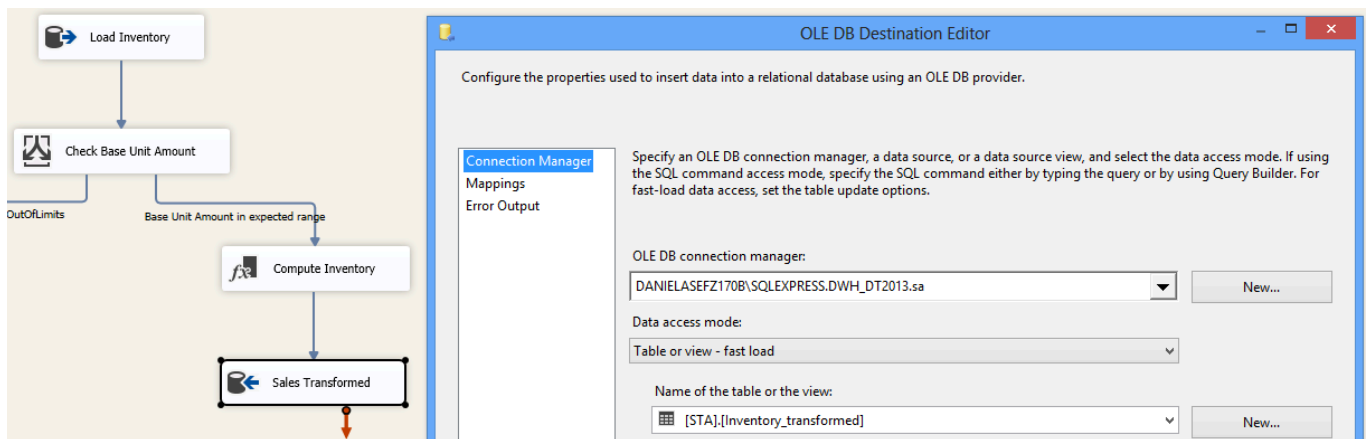 Load Inventory
Check Base Unit Amount
OutOfLimits
Base Unit Amount in expected range
fx
Compute Inventory
Sales Transformed
OLE DB Destination Editor
Configure the properties used to insert data into a relational database using an OLE DB provider.
Connection Manager
Mappings
Error Output
Specify an OLE DB connection manager, a data source, or a data source view, and select the data access mode. If using
the SQL command access mode, specify the SQL command either by typing the query or by using Query Builder. For
fast-load data access, set the table update options.
OLE DB connection manager:
DANIELASEFZ170B\SQLEXPRESS.DWH_DT2013.sa
New...
Data access mode:
Table or view - fast load
Name of the table or the view:
[STA].[Inventory_transformed]
New...